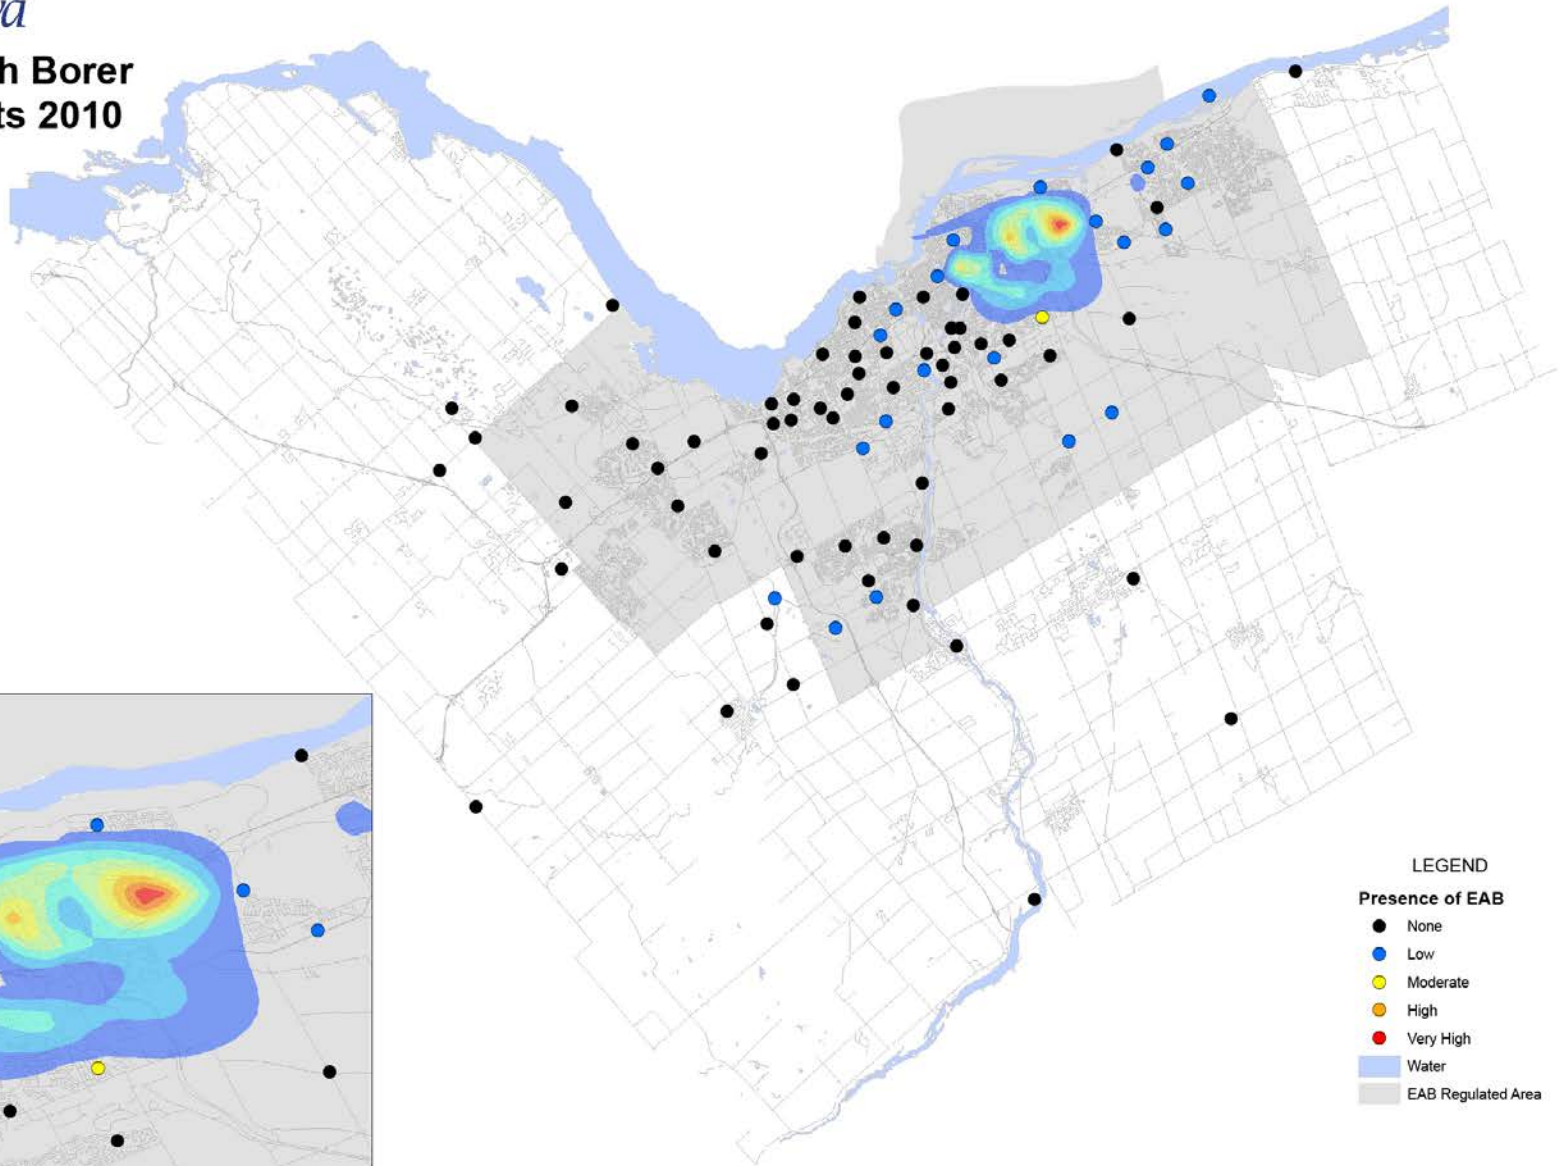 h Borer
ts 2010
LEGEND
Presence of EAB
None
Low
Moderate
High
Very High
Water
EAB Regulated Area